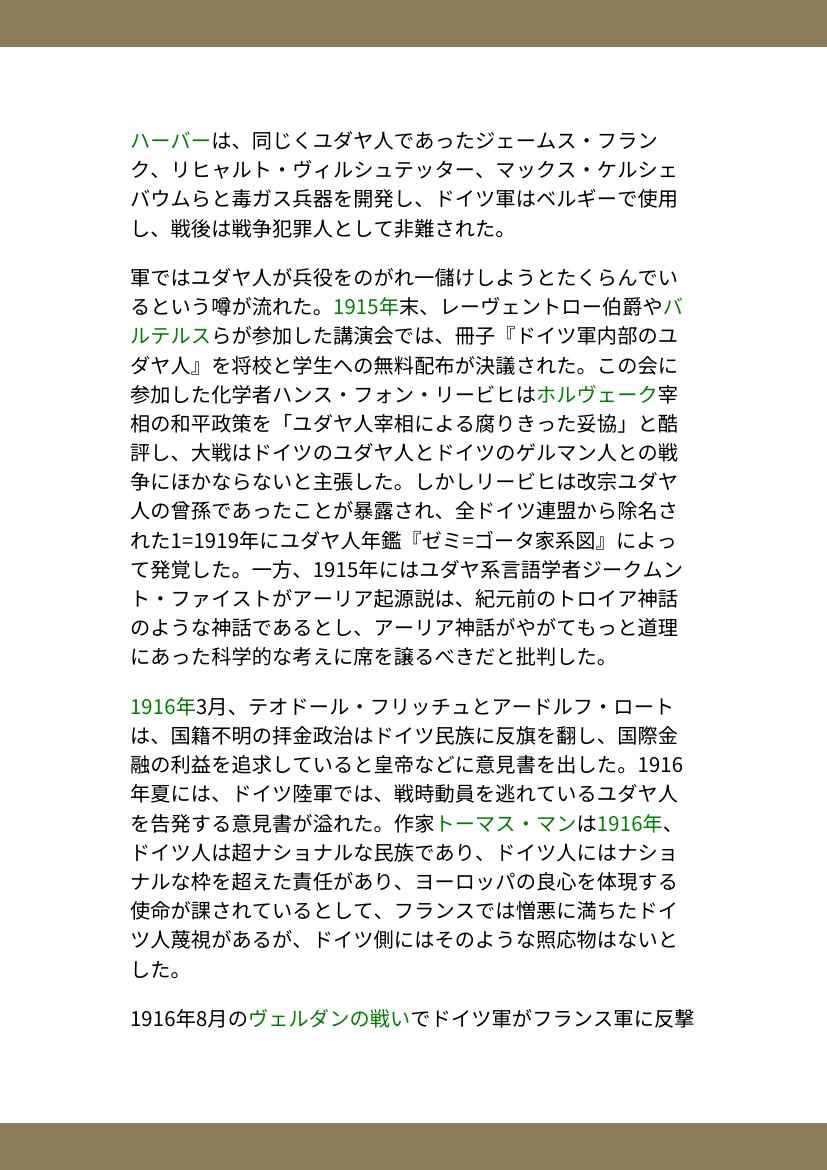 ハーバーは、同じくユダヤ人であったジェームス・フラン
ク、リヒャルト・ヴィルシュテッター、マックス・ケルシェ
バウムらと毒ガス兵器を開発し、ドイツ軍はベルギーで使用
し、戦後は戦争犯罪人として非難された。
軍ではユダヤ人が兵役をのがれ一儲けしようとたくらんでい
るという噂が流れた。1915年末、レーヴェントロー伯爵やバ
ルテルスらが参加した講演会では、冊子『ドイツ軍内部のユ
ダヤ人』を将校と学生への無料配布が決議された。この会に
参加した化学者ハンス・フォン・リービヒはホルヴェーク宰
相の和平政策を「ユダヤ人宰相による腐りきった妥協」と酷
評し、大戦はドイツのユダヤ人とドイツのゲルマン人との戦
争にほかならないと主張した。しかしリービヒは改宗ユダヤ
人の曾孫であったことが暴露され、全ドイツ連盟から除名さ
れた1=1919年にユダヤ人年鑑『ゼミ=ゴータ家系図』によっ
て発覚した。一方、1915年にはユダヤ系言語学者ジークムン
ト・ファイストがアーリア起源説は、紀元前のトロイア神話
のような神話であるとし、アーリア神話がやがてもっと道理
にあった科学的な考えに席を譲るべきだと批判した。
1916年3月、テオドール・フリッチュとアードルフ・ロート
は、国籍不明の拝金政治はドイツ民族に反旗を翻し、国際金
融の利益を追求していると皇帝などに意見書を出した。1916
年夏には、ドイツ陸軍では、戦時動員を逃れているユダヤ人
を告発する意見書が溢れた。作家トーマス・マンは1916年、
ドイツ人は超ナショナルな民族であり、ドイツ人にはナショ
ナルな枠を超えた責任があり、ヨーロッパの良心を体現する
使命が課されているとして、フランスでは憎悪に満ちたドイ
ツ人蔑視があるが、ドイツ側にはそのような照応物はないと
した。
1916年8月のヴェルダンの戦いでドイツ軍がフランス軍に反撃